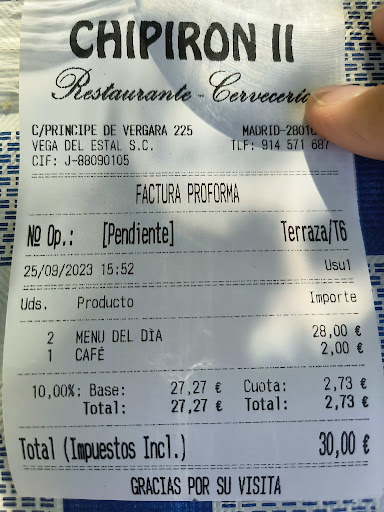 CHIPIRON II
Restaurante - Cervecería
C/PRINCIPE DE VERGARA 225 MADRID-2801
VEGA DEL ESTAL S.C. TLF: 914 571 687
CIF: J-88090105
FACTURA PROFORMA
Nº Op.: [Pendiente] Terraza/T6
25/09/2023 15:52 Usu1
Uds. Producto Importe
2 MENU DEL DÌA 28,00 €
1 CAFÉ 2,00 €
10,00%: Base: 27,27 € Cuota: 2,73 €
Total: 27,27 € Total: 2,73 €
Total (Impuestos Incl.) 30,00 €
GRACIAS POR SU VISITA